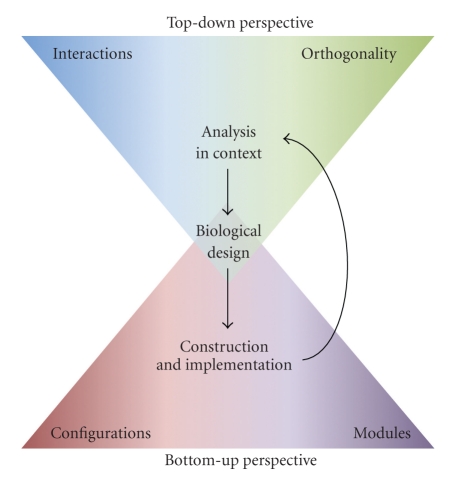 Top-down perspective
Interactions
Orthogonality
Analysis
in context
Biological
design
Construction
and implementation
Configurations
Modules
Bottom-up perspective